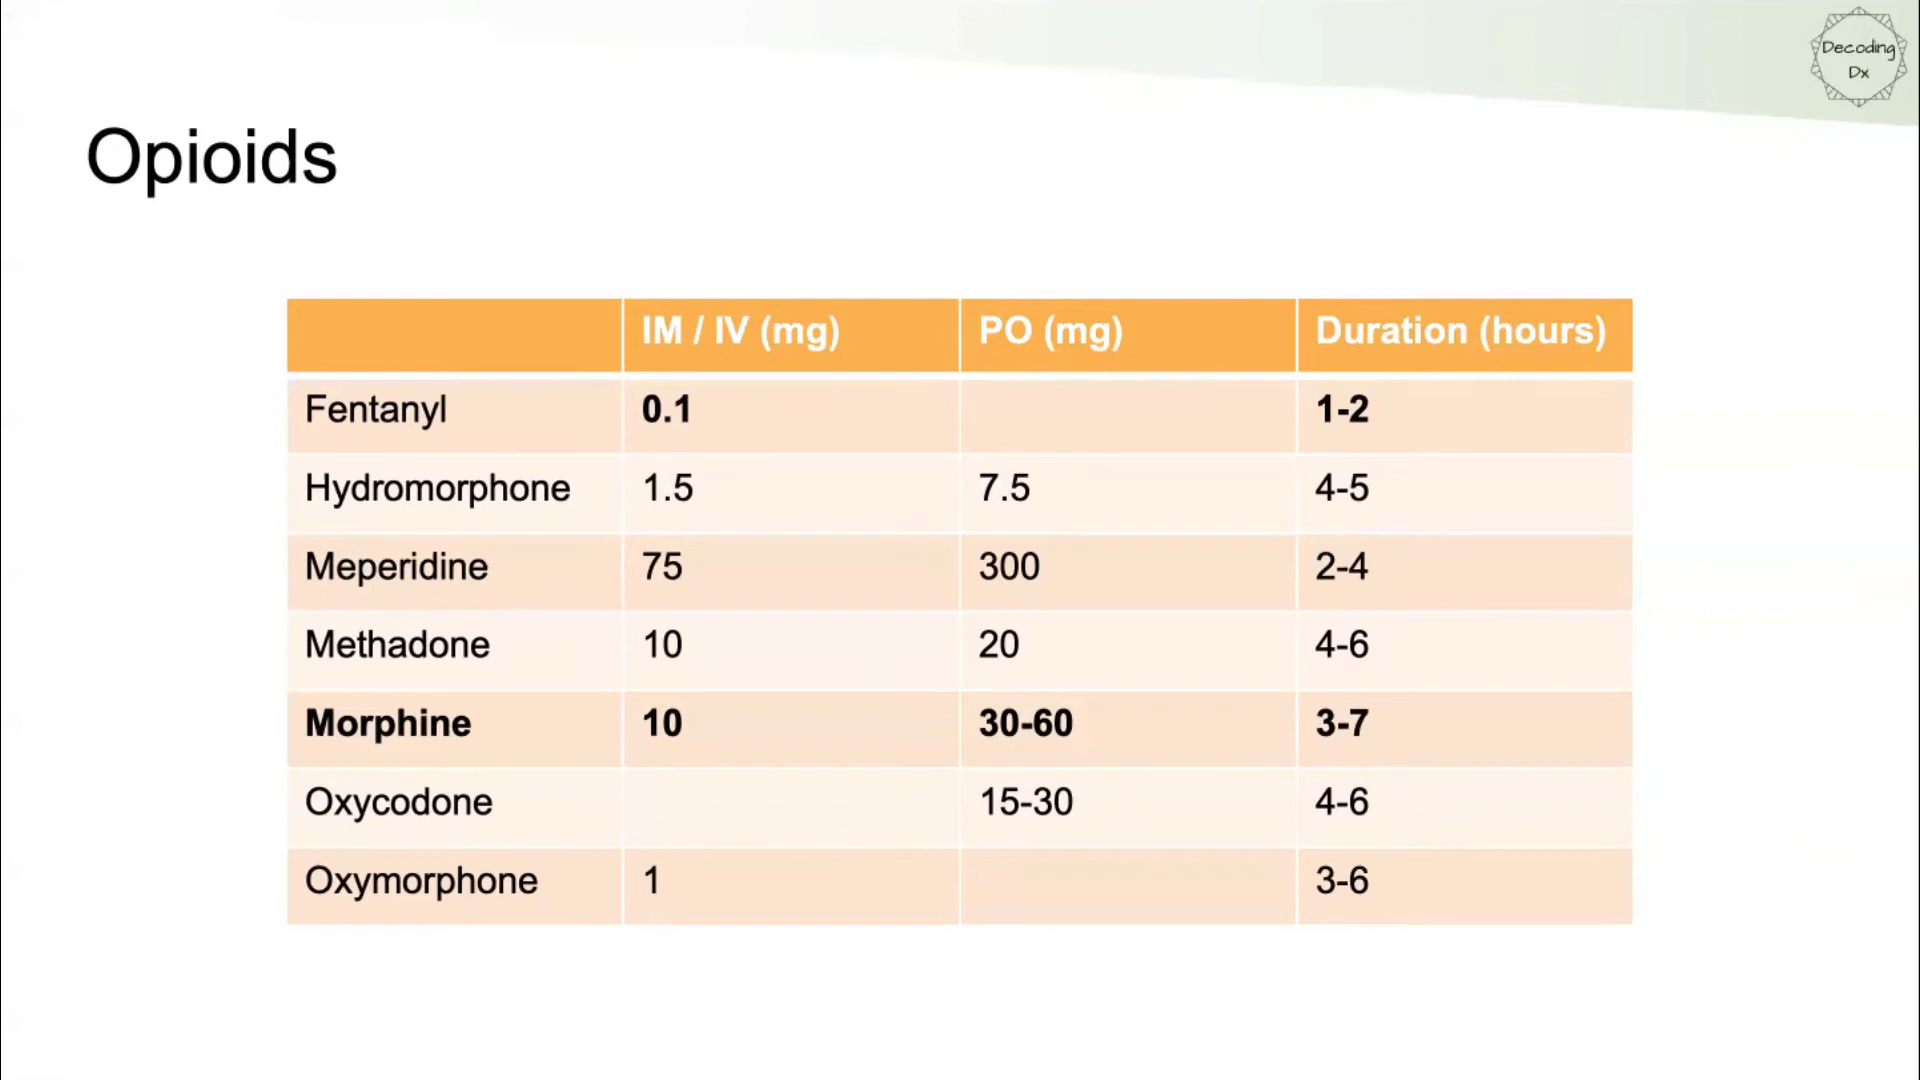 Decoding
Dx
Opioids
IM / IV (mg) PO (mg) Duration (hours)
Fentanyl 0.1 1-2
Hydromorphone 1.5 7.5 4-5
Meperidine 75 300 2-4
Methadone 10 20 4-6
Morphine 10 30-60 3-7
Oxycodone 15-30 4-6
Oxymorphone 1 3-6